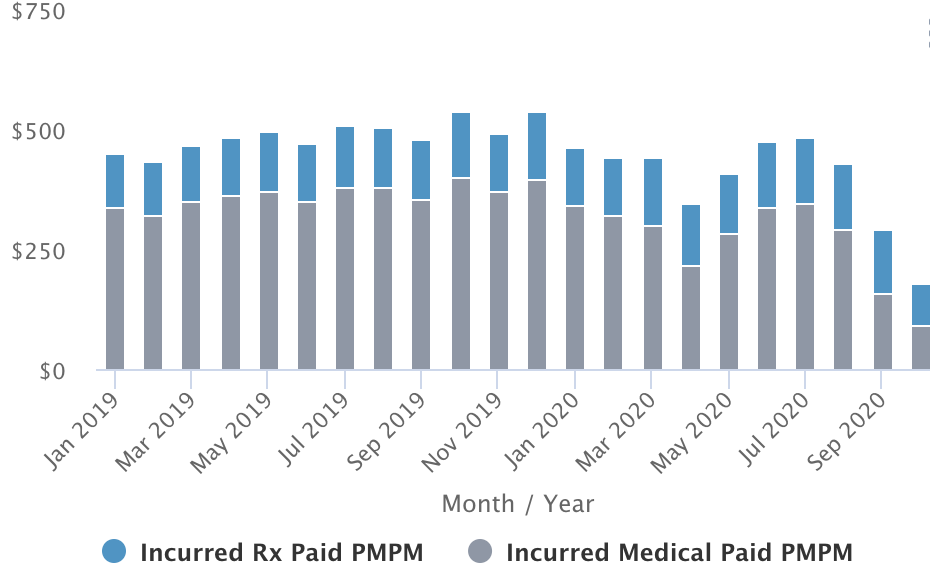 $750
$500
$250
$0
Jan 2019
Mar 2019
May 2019
Jul 2019
Sep 2019
Nov 2019
Jan 2020
Mar 2020
May 2020
Jul 2020
Sep 2020
Month / Year
Incurred Rx Paid PMPM
Incurred Medical Paid PMPM